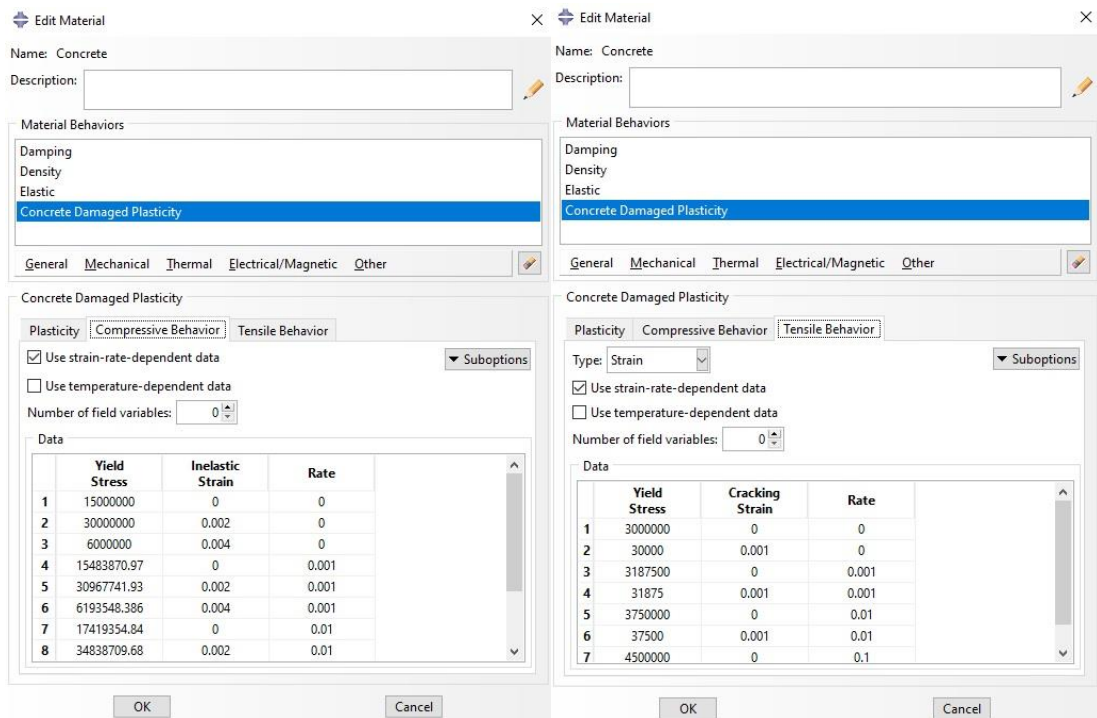 Edit Material
Name: Concrete
Description:
Material Behaviors
Damping
Density
Elastic
Concrete Damaged Plasticity
General Mechanical Thermal Electrical/Magnetic Other
Concrete Damaged Plasticity
Plasticity Compressive Behavior Tensile Behavior
Use strain-rate-dependent data
Suboptions
Use temperature-dependent data
Number of field variables: 0
Data
Yield Stress Inelastic Strain Rate
1 15000000 0 0
2 30000000 0.002 0
3 6000000 0.004 0
4 15483870.97 0 0.001
5 30967741.93 0.002 0.001
6 6193548.386 0.004 0.001
7 17419354.84 0 0.01
8 34838709.68 0.002 0.01
OK Cancel
Edit Material
Name: Concrete
Description:
Material Behaviors
Damping
Density
Elastic
Concrete Damaged Plasticity
General Mechanical Thermal Electrical/Magnetic Other
Concrete Damaged Plasticity
Plasticity Compressive Behavior Tensile Behavior
Type: Strain
Suboptions
Use strain-rate-dependent data
Use temperature-dependent data
Number of field variables: 0
Data
Yield Stress Cracking Strain Rate
1 3000000 0 0
2 30000 0.001 0
3 3187500 0 0.001
4 31875 0.001 0.001
5 3750000 0 0.01
6 37500 0.001 0.01
7 4500000 0 0.1
OK Cancel